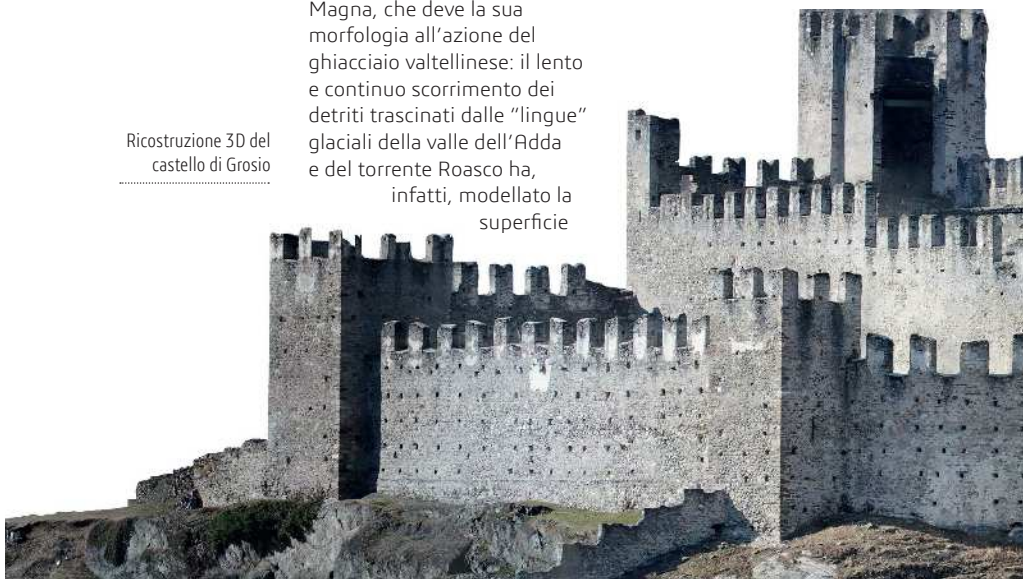 Magna, che deve la sua
morfologia all'azione del
ghiacciaio valtellinese: il lento
e continuo scorrimento dei
detriti trascinati dalle “lingue”
glaciali della valle dell'Adda
e del torrente Roasco ha,
infatti, modellato la
superficie
Ricostruzione 3D del
castello di Grosio